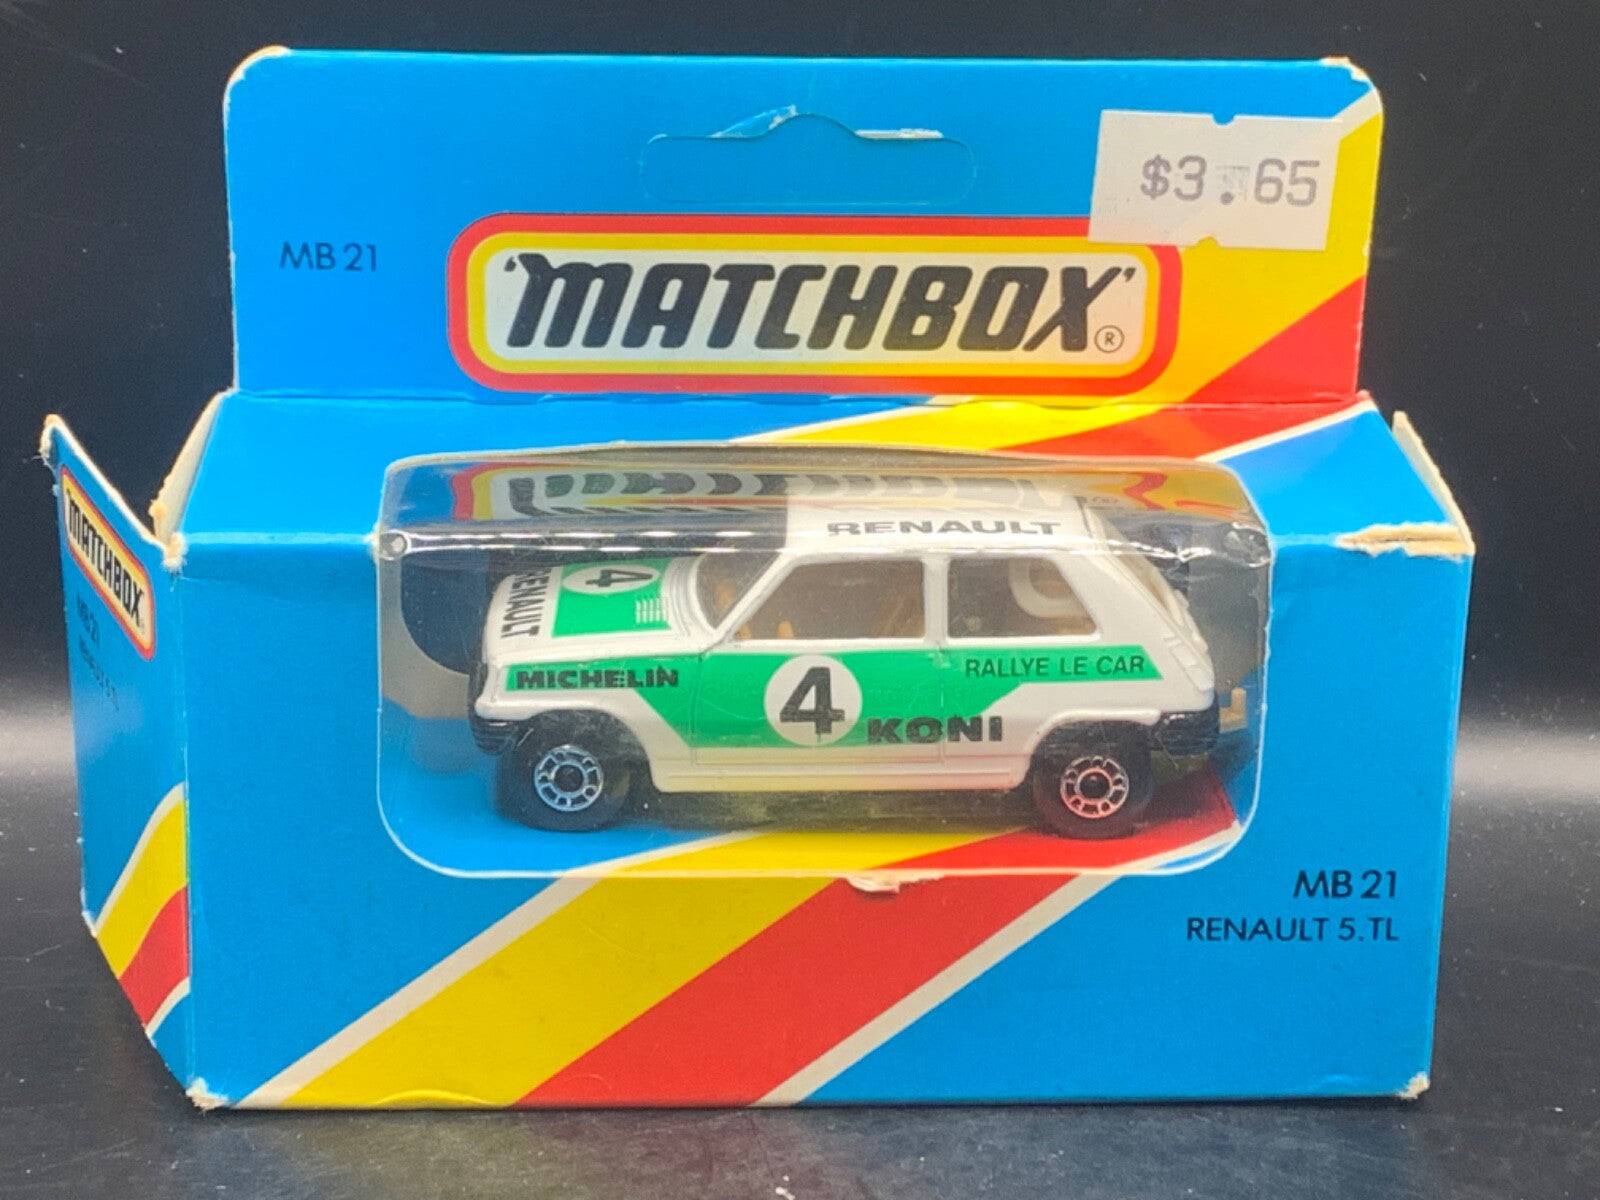 $3.65
MB 21
'MATCHBOX'®
RENAULT
4
RENAULT
MICHELIN
4
RALLYE LE CAR
KONI
MATCHBOX
MB 21
MB 21
RENAULT 5.TL